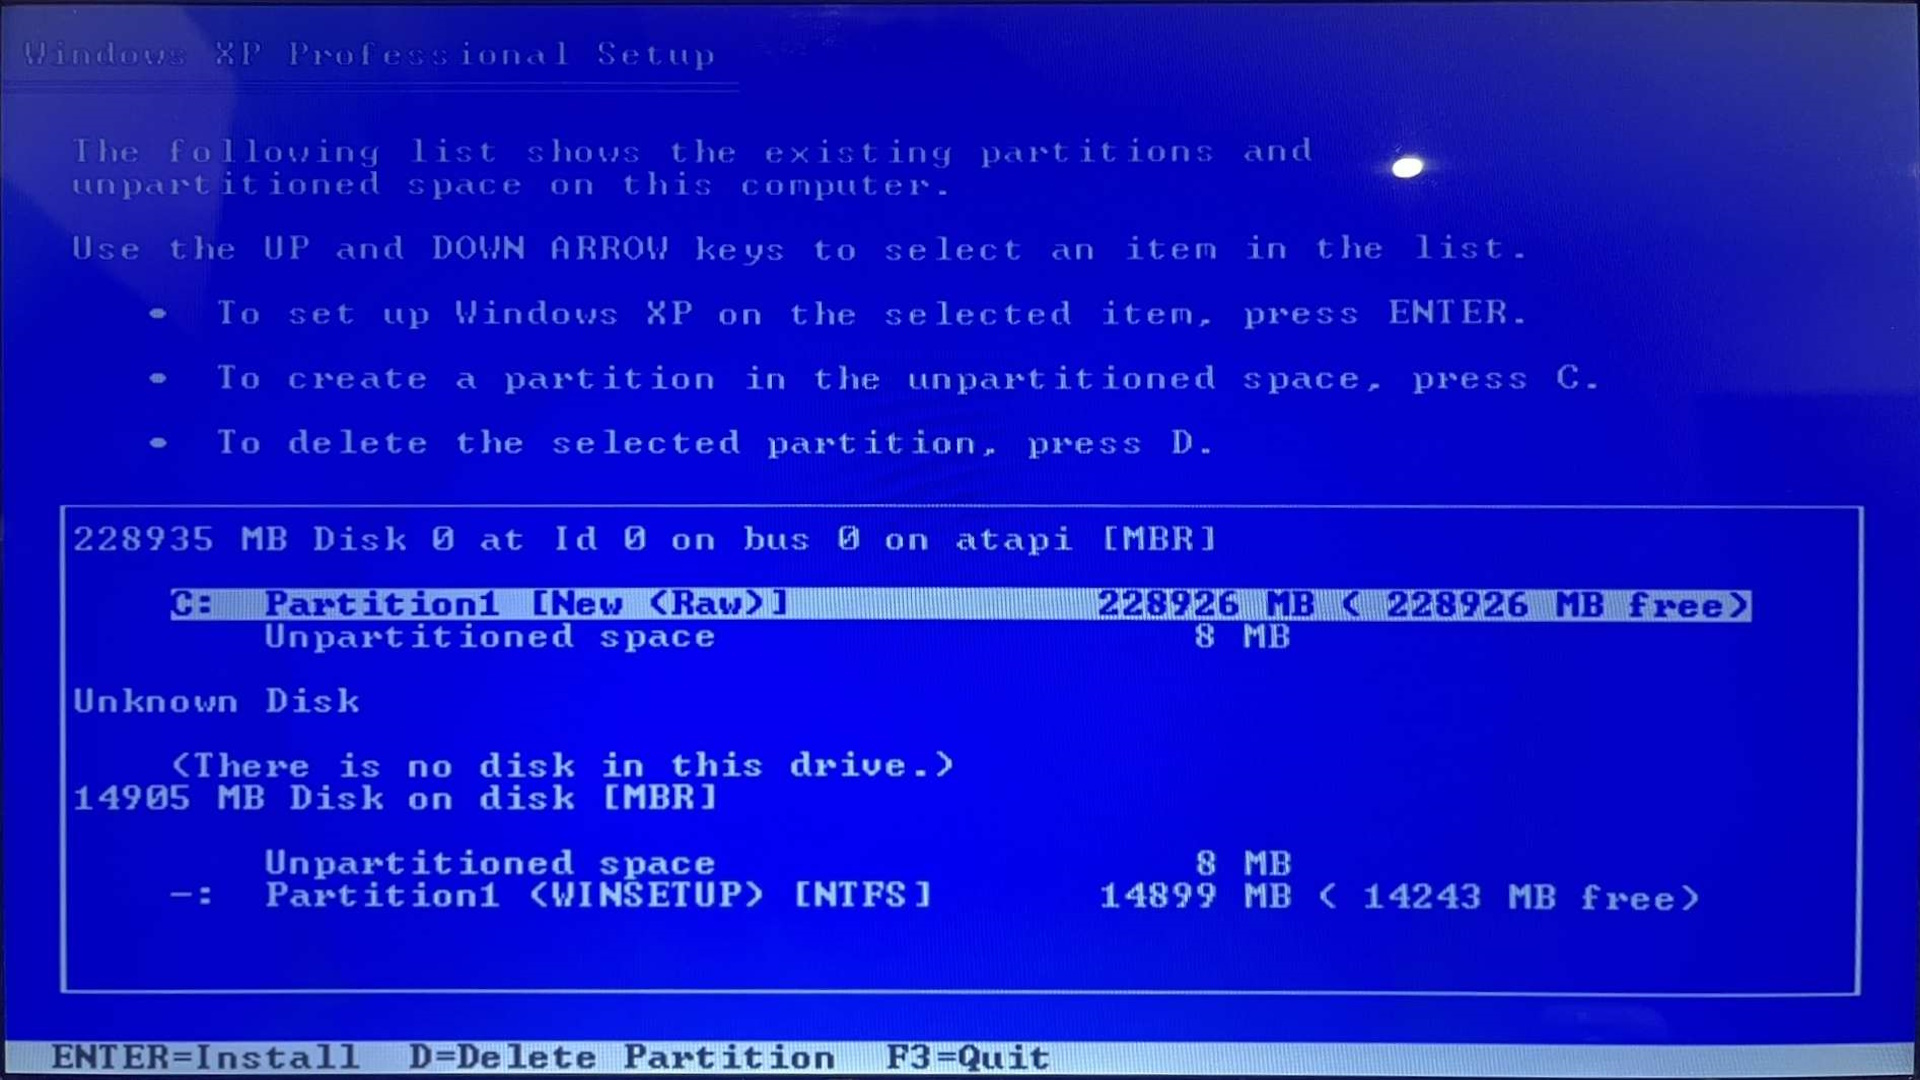 Windows XP Professional Setup
The following list shows the existing partitions and
unpartitioned space on this computer.
Use the UP and DOWN ARROW keys to select an item in the list.
• To set up Windows XP on the selected item, press ENTER.
• To create a partition in the unpartitioned space, press C.
• To delete the selected partition, press D.
228935 MB Disk 0 at Id 0 on bus 0 on atapi [MBR]
C: Partition1 [New (Raw)] 228926 MB ( 228926 MB free)
Unpartitioned space 8 MB
Unknown Disk
(There is no disk in this drive.)
14905 MB Disk on disk [MBR]
Unpartitioned space 8 MB
-: Partition1 (WINSETUP) [NTFS] 14899 MB ( 14243 MB free)
ENTER=Install D=Delete Partition F3=Quit